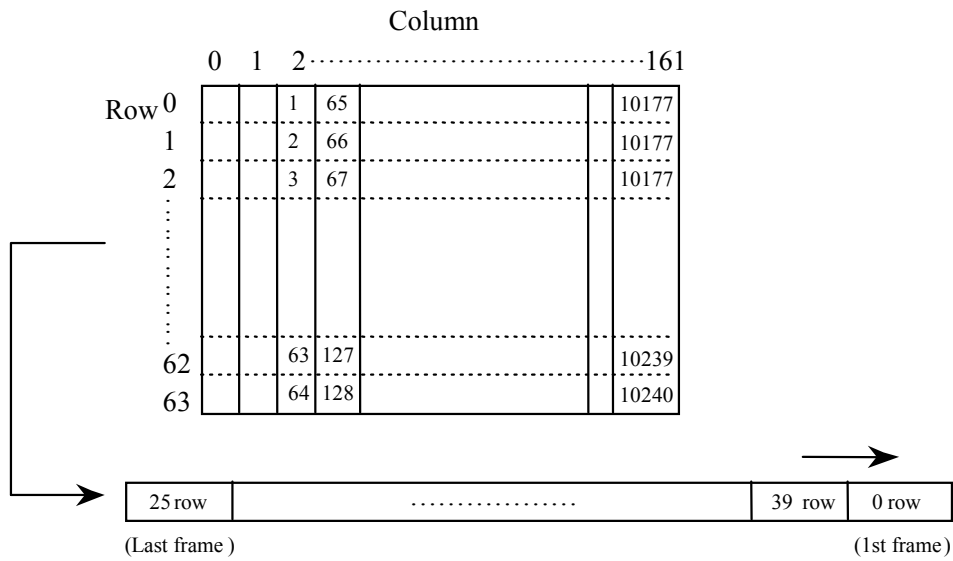 Column
0 1 2 ································ 161
Row 0 1 65 10177
1 2 66 10177
2 3 67 10177
62 63 127 10239
63 64 128 10240
25 row ················ 39 row 0 row
(Last frame ) (1st frame)